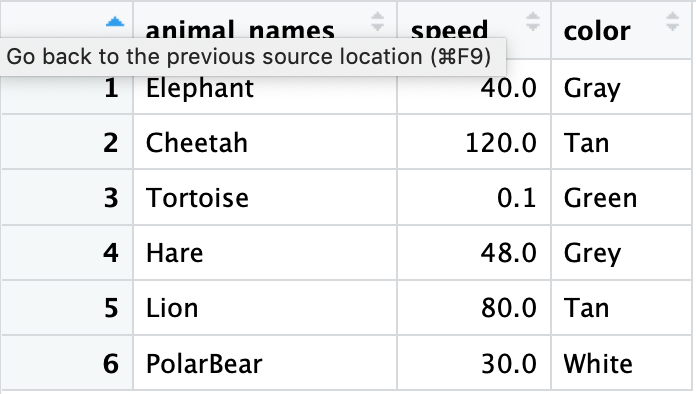 animal_names speed color
Go back to the previous source location (⌘F9)
1 Elephant 40.0 Gray
2 Cheetah 120.0 Tan
3 Tortoise 0.1 Green
4 Hare 48.0 Grey
5 Lion 80.0 Tan
6 PolarBear 30.0 White